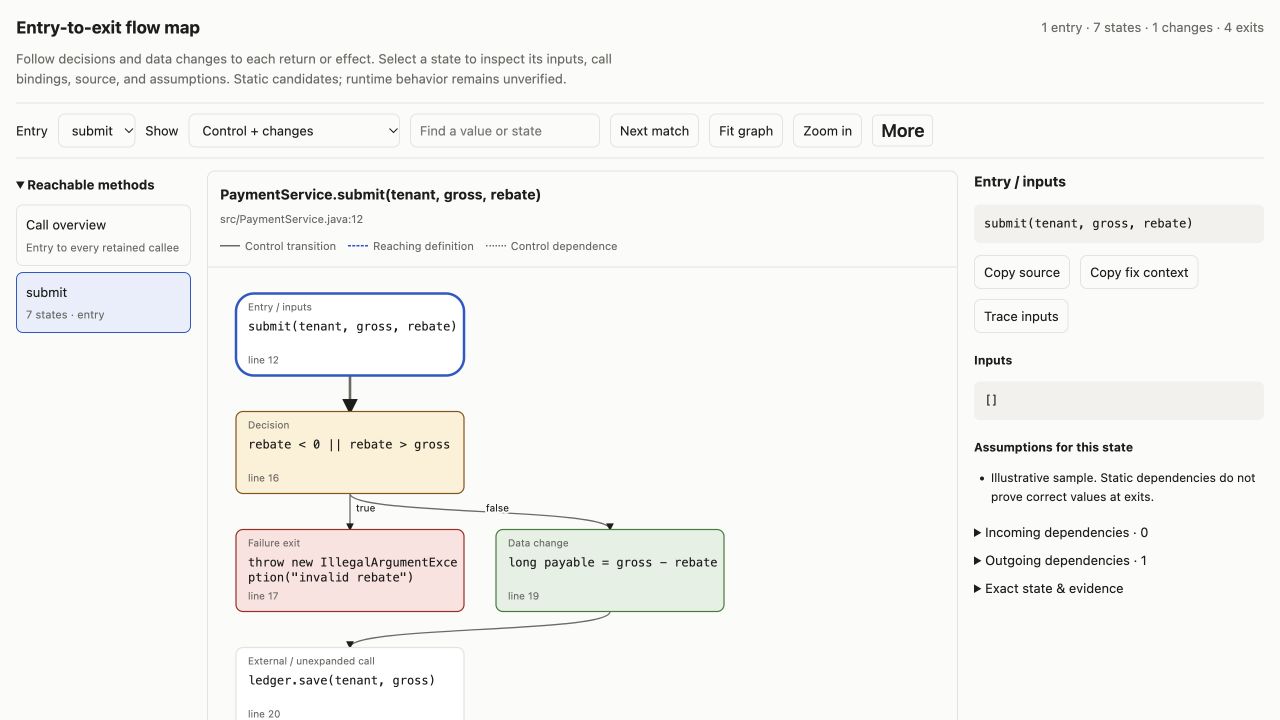 Entry-to-exit flow map
1 entry · 7 states · 1 changes · 4 exits
Follow decisions and data changes to each return or effect. Select a state to inspect its inputs, call
bindings, source, and assumptions. Static candidates; runtime behavior remains unverified.
Entry submit Show Control + changes Find a value or state Next match Fit graph Zoom in More
Reachable methods
Call overview
Entry to every retained callee
submit
7 states · entry
PaymentService.submit(tenant, gross, rebate)
src/PaymentService.java:12
Control transition Reaching definition Control dependence
Entry / inputs
submit(tenant, gross, rebate)
line 12
Decision
rebate < 0 || rebate > gross
line 16
true false
Failure exit
throw new IllegalArgumentExce
ption("invalid rebate")
line 17
Data change
long payable = gross − rebate
line 19
External / unexpanded call
ledger.save(tenant, gross)
line 20
Entry / inputs
submit(tenant, gross, rebate)
Copy source Copy fix context
Trace inputs
Inputs
[]
Assumptions for this state
• Illustrative sample. Static dependencies do not
prove correct values at exits.
Incoming dependencies · 0
Outgoing dependencies · 1
Exact state & evidence